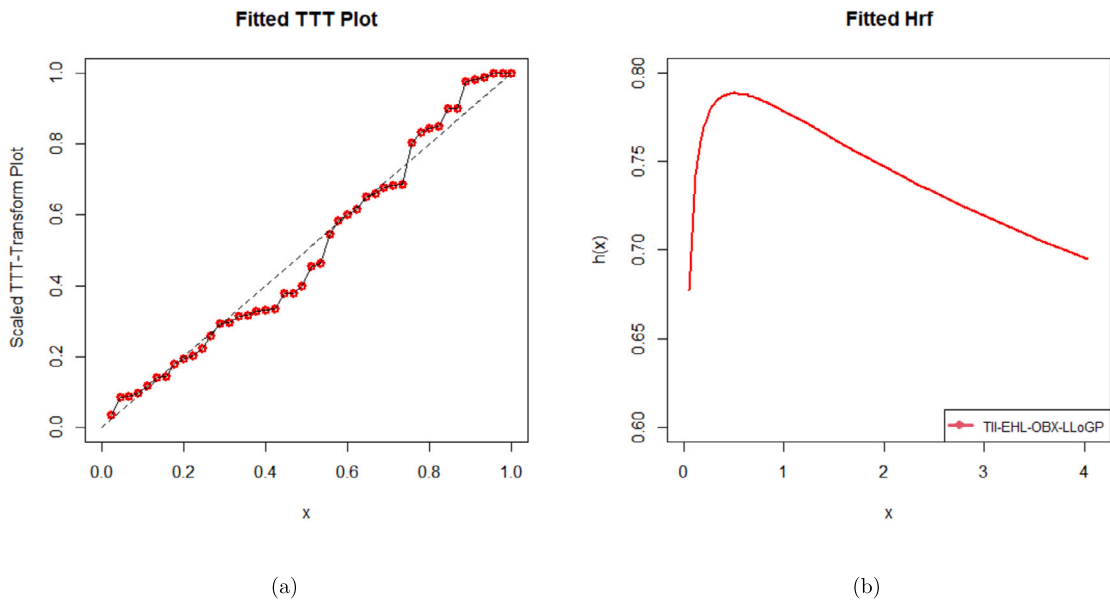 Fitted TTT Plot
Scaled TTT-Transform Plot
0.0
0.2
0.4
0.6
0.8
1.0
0.0
0.2
0.4
0.6
0.8
1.0
x
(a)
Fitted Hrf
h(x)
0.60
0.65
0.70
0.75
0.80
TII-EHL-OBX-LLoGP
0
1
2
3
4
x
(b)